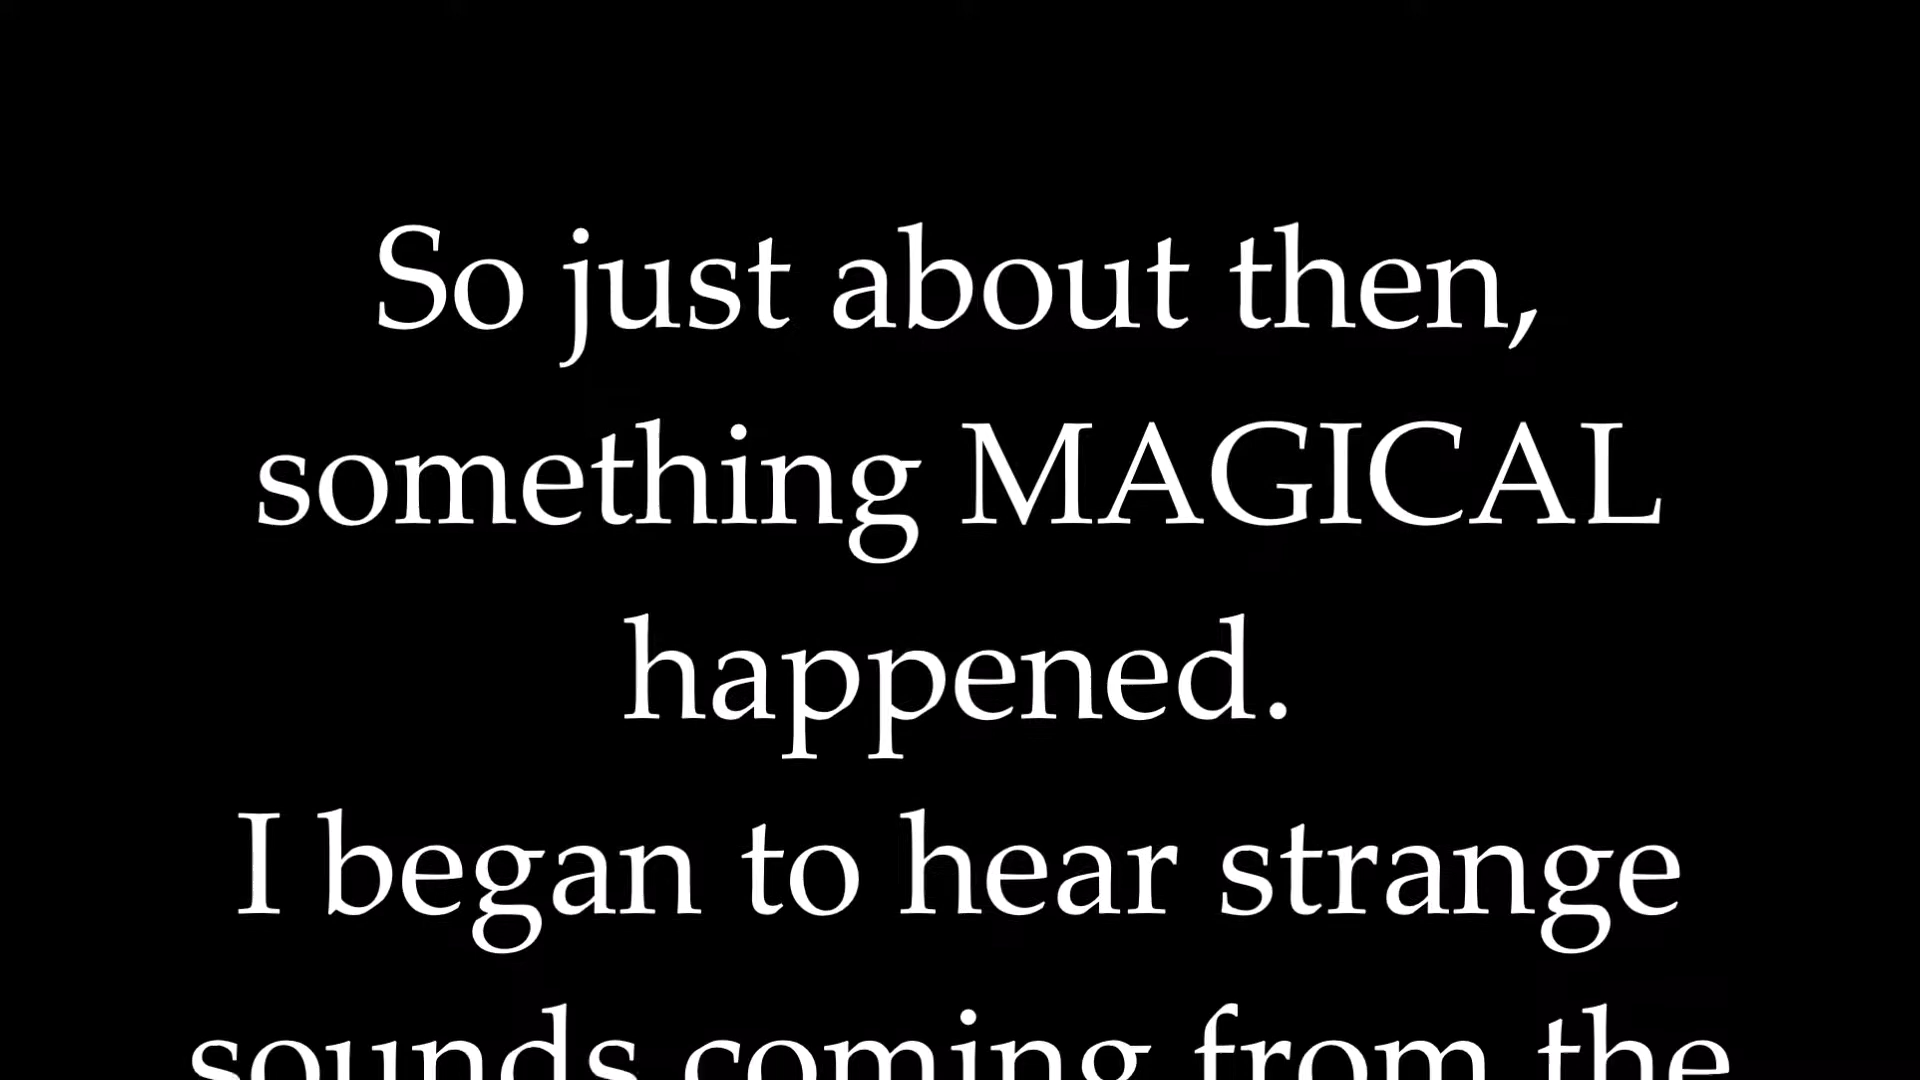 So just about then,
something MAGICAL
happened.
I began to hear strange
sounds coming from the